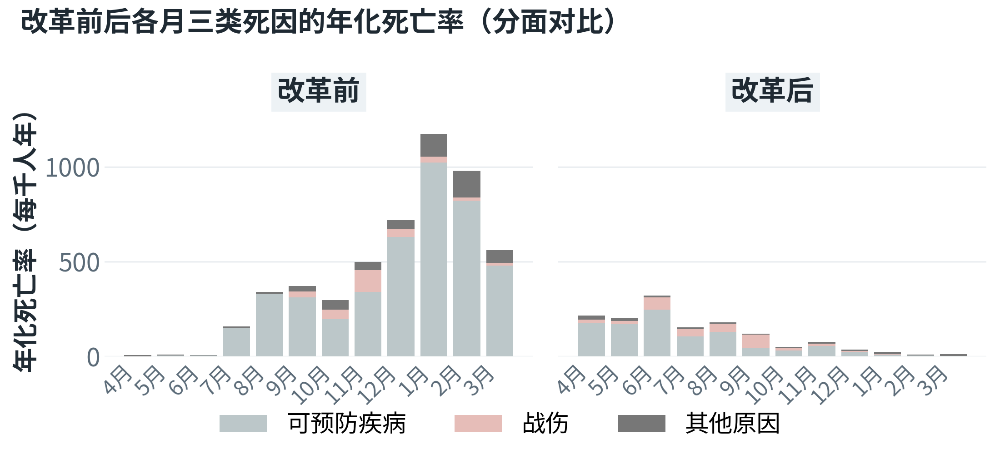 改革前后各月三类死因的年化死亡率（分面对比）
改革前
改革后
年化死亡率（每千人年）
1000
500
0
4月 5月 6月 7月 8月 9月 10月 11月 12月 1月 2月 3月
4月 5月 6月 7月 8月 9月 10月 11月 12月 1月 2月 3月
可预防疾病 战伤 其他原因